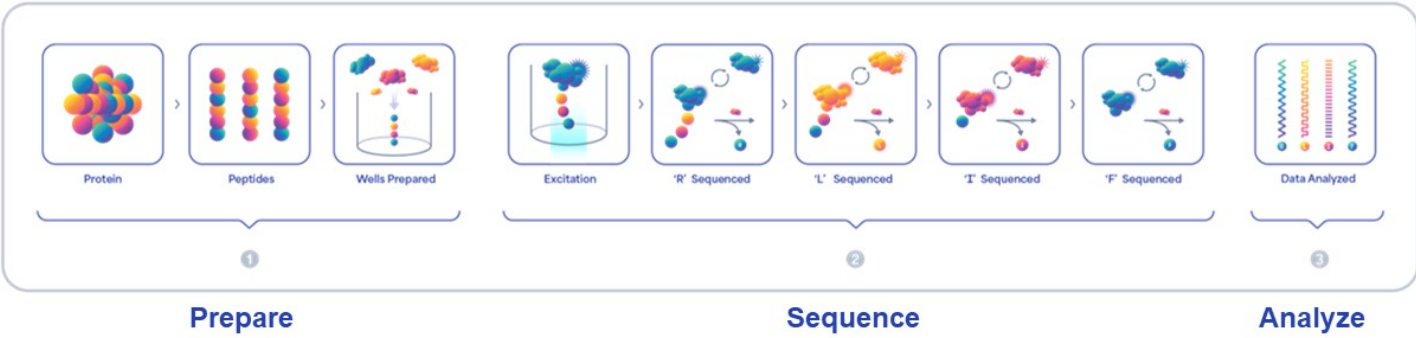 Protein
Peptides
Wells Prepared
Excitation
‘R’ Sequenced
‘L’ Sequenced
‘I’ Sequenced
‘F’ Sequenced
Data Analyzed
1
2
3
Prepare
Sequence
Analyze